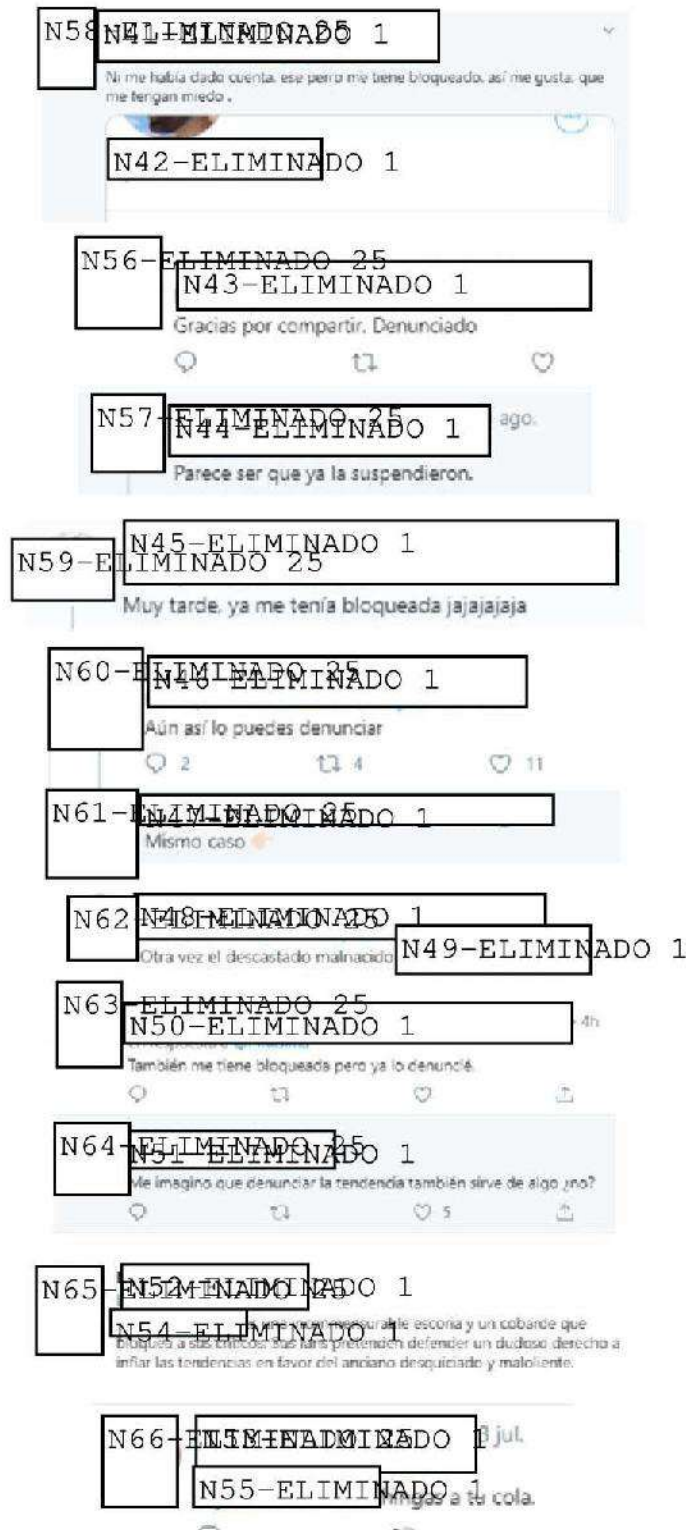 N58-ELIMINADO 25
N41-ELIMINADO 1
Ni me había dado cuenta, ese perro me tiene bloqueado, así me gusta, que
me tengan miedo .
N42-ELIMINADO 1
N56-ELIMINADO 25
N43-ELIMINADO 1
Gracias por compartir. Denunciado
N57-ELIMINADO 25
N44-ELIMINADO 1
ago.
Parece ser que ya la suspendieron.
N45-ELIMINADO 1
N59-ELIMINADO 25
Muy tarde, ya me tenía bloqueada jajajajaja
N60-ELIMINADO 25
N46-ELIMINADO 1
Aún así lo puedes denunciar
2 4 11
N61-ELIMINADO 25
N47-ELIMINADO 1
Mismo caso 👉🏻
N62-ELIMINADO 25
N48-ELIMINADO 1
Otra vez el descastado malnacido N49-ELIMINADO 1
N63-ELIMINADO 25
N50-ELIMINADO 1
4h
También me tiene bloqueada pero ya lo denuncié.
N64-ELIMINADO 25
N51-ELIMINADO 1
Me imagino que denunciar la tendencia también sirve de algo ¿no?
5
N65-ELIMINADO 25
N52-ELIMINADO 1
N54-ELIMINADO 1
una inconmensurable escoria y un cobarde que
bloquea a sus críticos. Sus fans pretenden defender un dudoso derecho a
inflar las tendencias en favor del anciano desquiciado y maloliente.
N66-ELIMINADO 25
N53-ELIMINADO 1
jul.
N55-ELIMINADO 1
a tu cola.